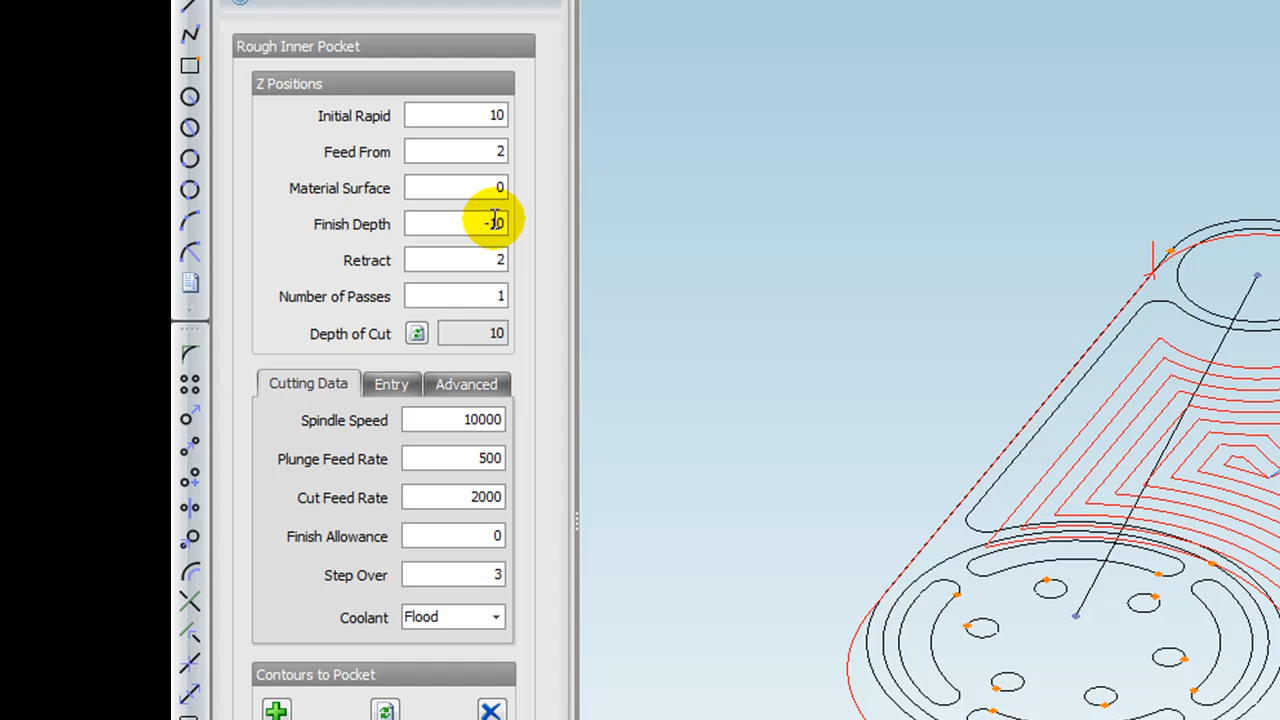 Rough Inner Pocket
Z Positions
Initial Rapid 10
Feed From 2
Material Surface 0
Finish Depth -10
Retract 2
Number of Passes 1
Depth of Cut 10
Cutting Data Entry Advanced
Spindle Speed 10000
Plunge Feed Rate 500
Cut Feed Rate 2000
Finish Allowance 0
Step Over 3
Coolant Flood
Contours to Pocket